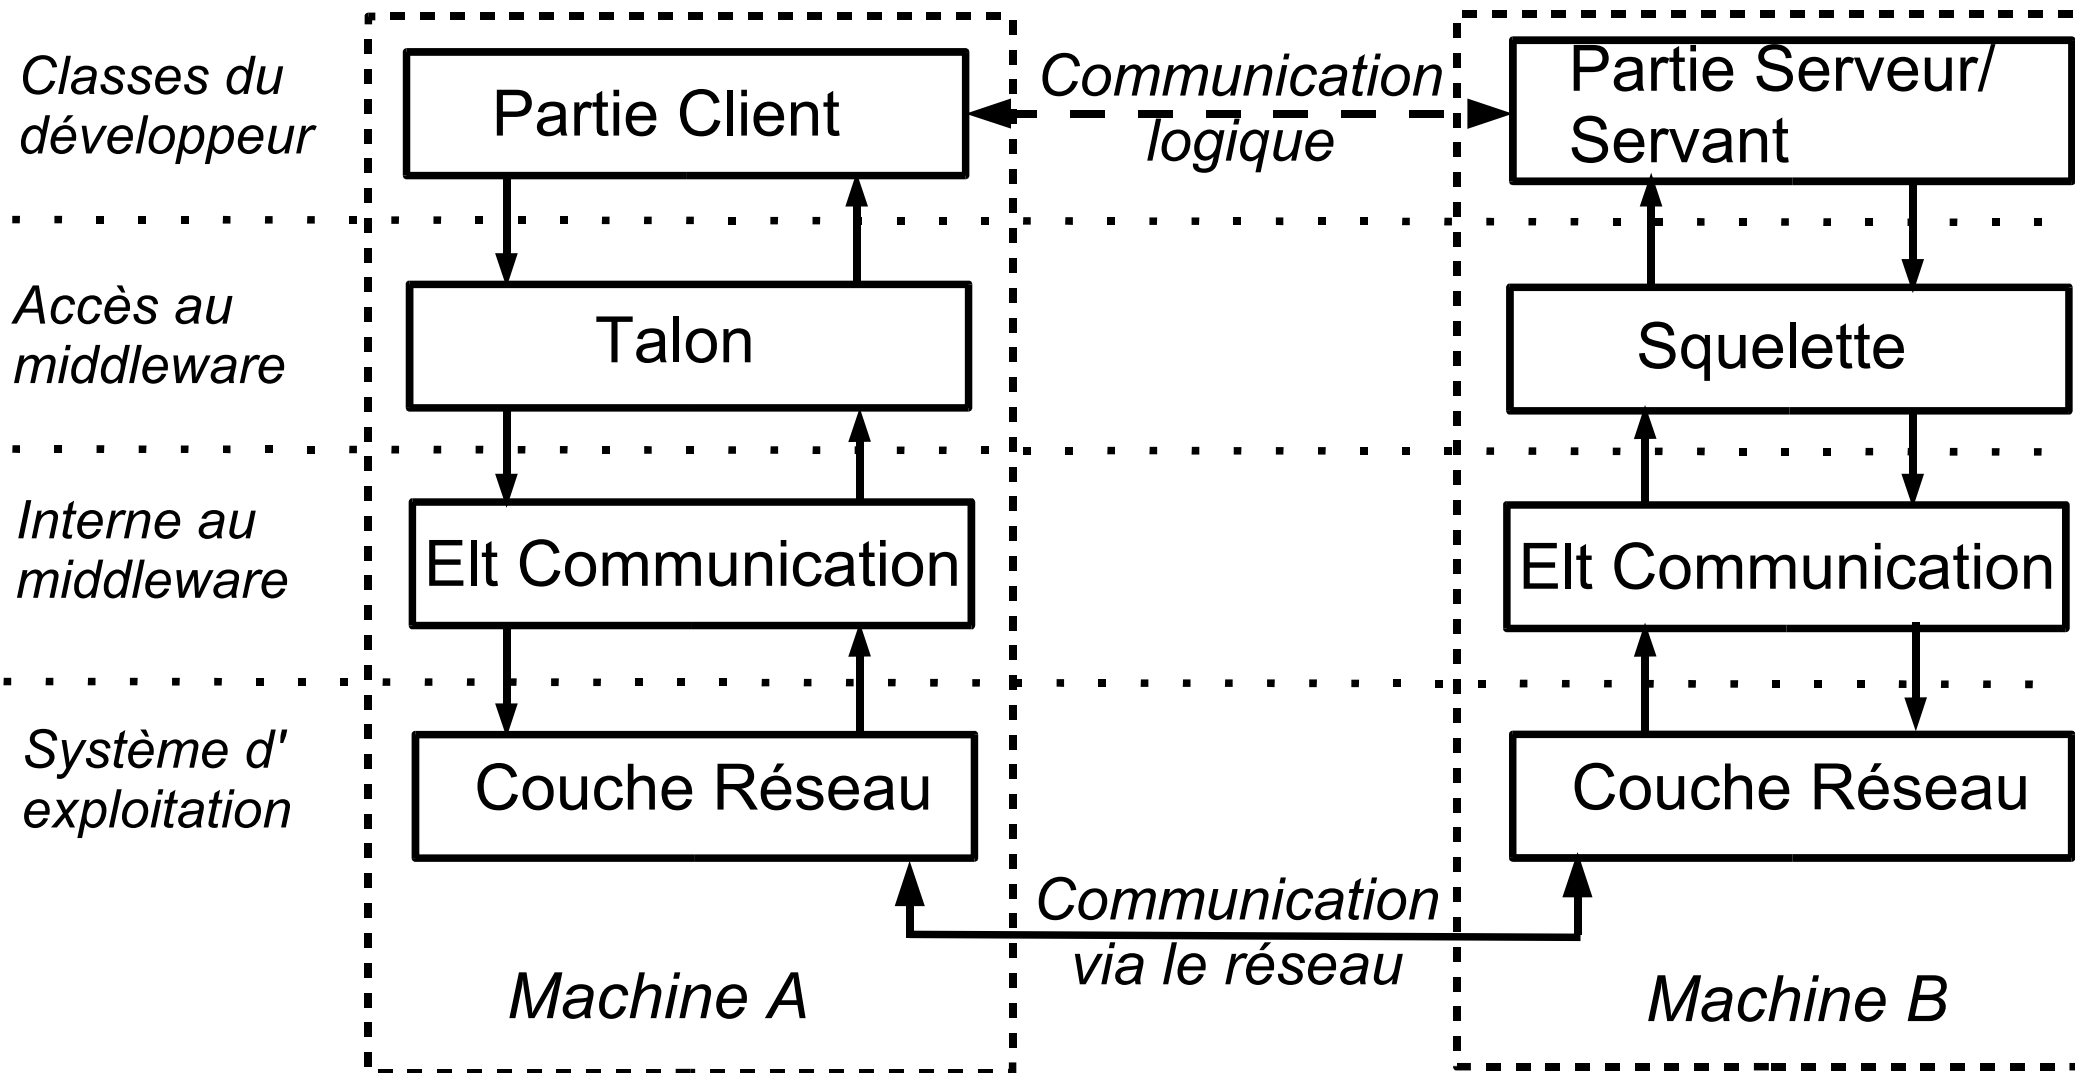 Classes du
développeur
Partie Client
Communication
logique
Partie Serveur/
Servant
Accès au
middleware
Talon
Squelette
Interne au
middleware
Elt Communication
Elt Communication
Système d'
exploitation
Couche Réseau
Couche Réseau
Communication
via le réseau
Machine A
Machine B